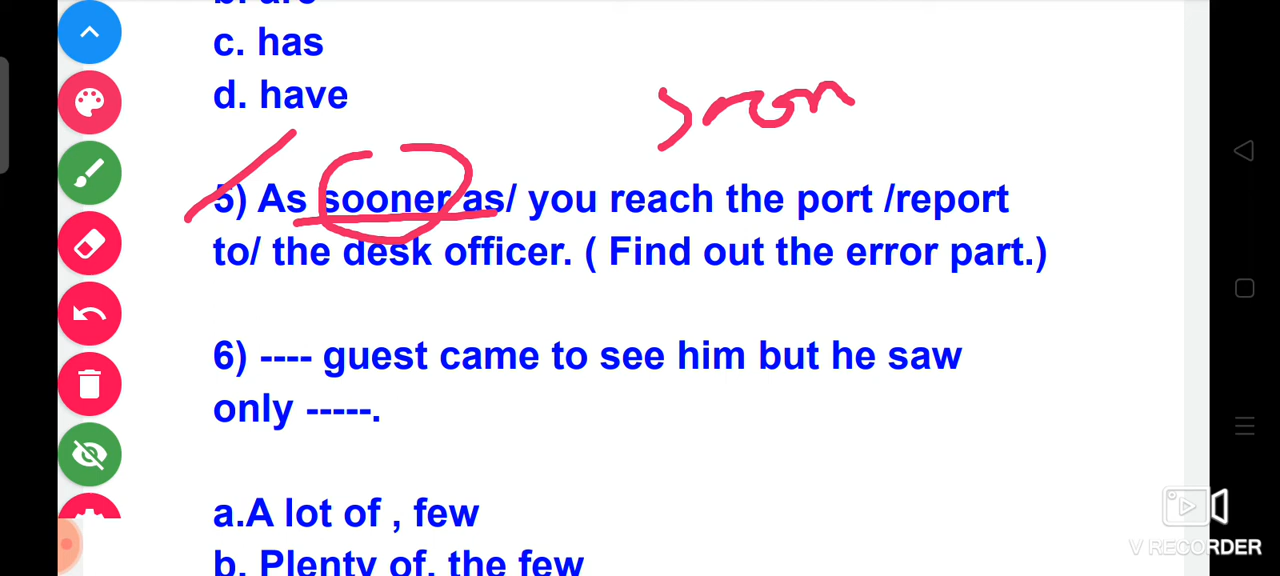 b. are
c. has
d. have
soon
5) As sooner as/ you reach the port /report
to/ the desk officer. ( Find out the error part.)
6) ---- guest came to see him but he saw
only -----.
a.A lot of , few
b. Plenty of, the few
V RECORDER